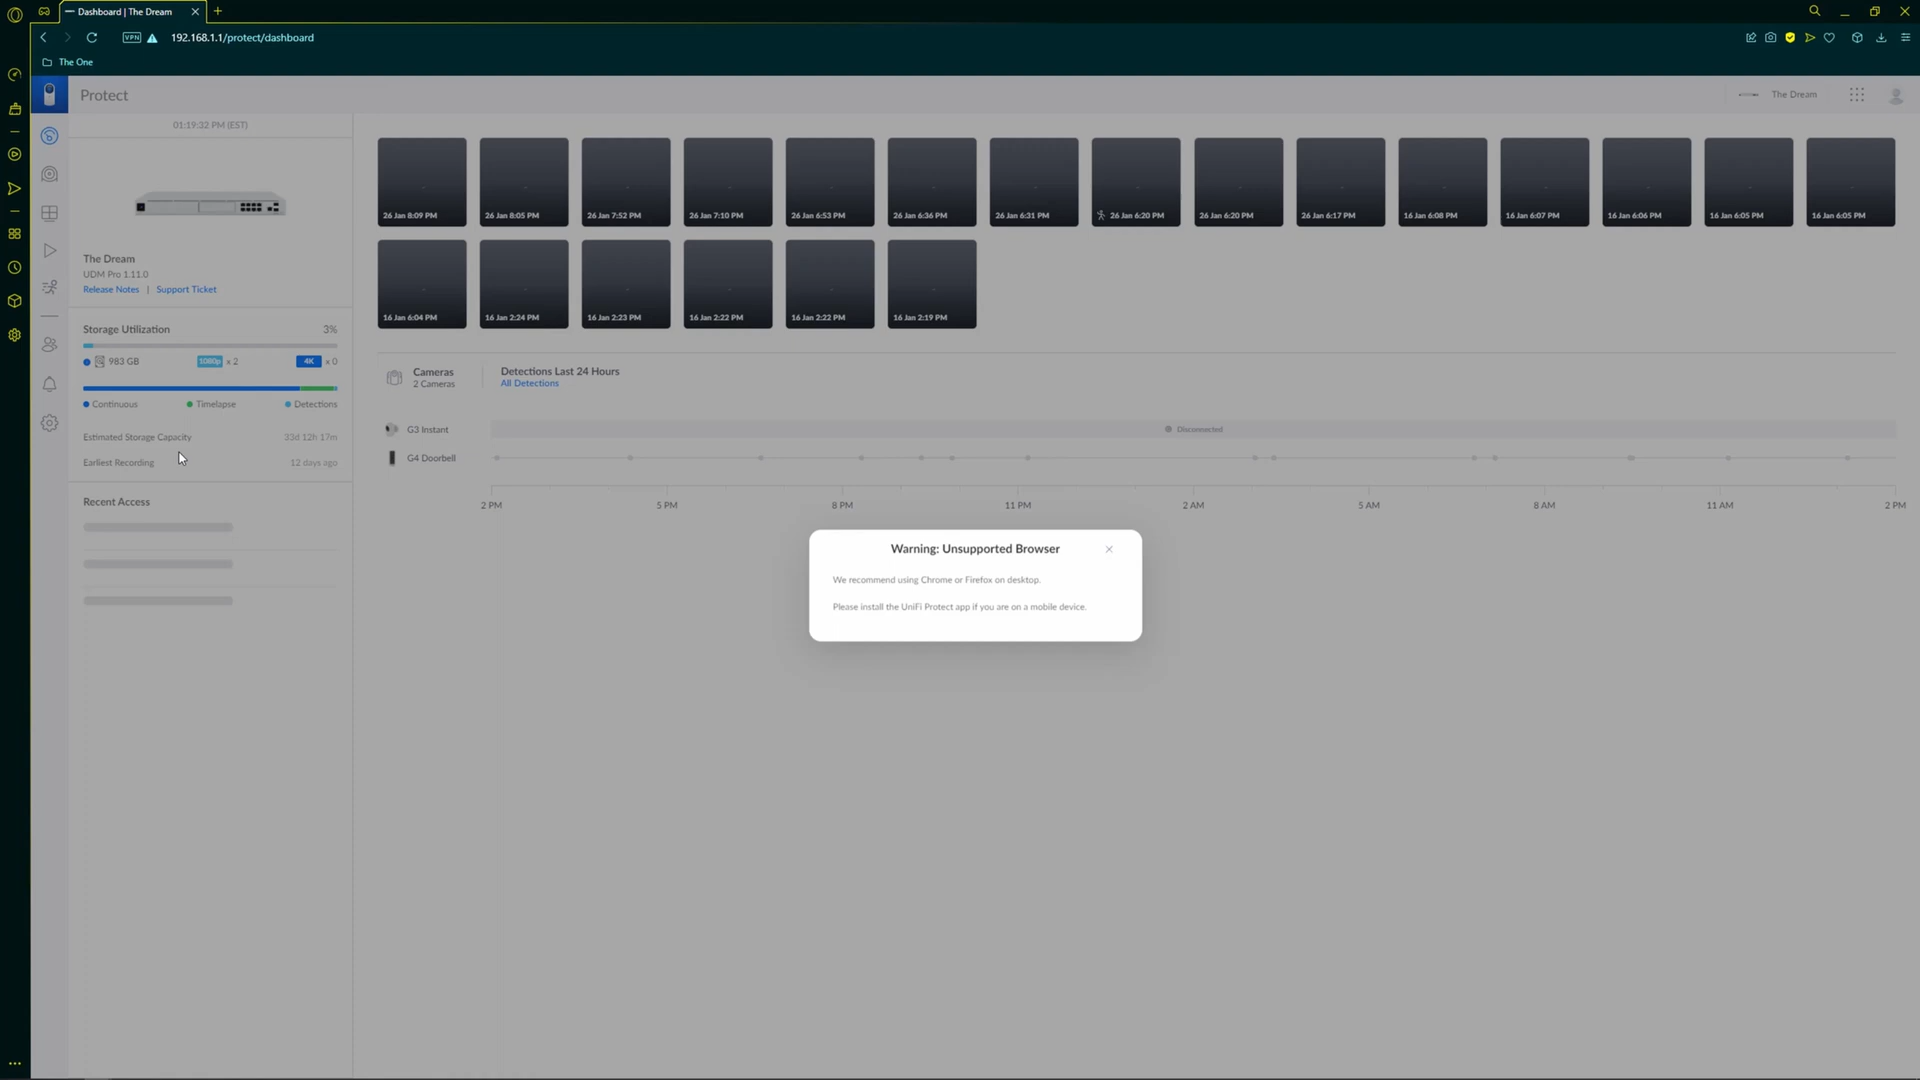 Dashboard | The Dream
VPN
192.168.1.1/protect/dashboard
The One
Protect
The Dream
01:19:32 PM (EST)
26 Jan 8:09 PM
26 Jan 8:05 PM
26 Jan 7:52 PM
26 Jan 7:10 PM
26 Jan 6:53 PM
26 Jan 6:36 PM
26 Jan 6:31 PM
26 Jan 6:20 PM
26 Jan 6:20 PM
26 Jan 6:17 PM
16 Jan 6:08 PM
16 Jan 6:07 PM
16 Jan 6:06 PM
16 Jan 6:05 PM
16 Jan 6:05 PM
16 Jan 6:04 PM
16 Jan 2:24 PM
16 Jan 2:23 PM
16 Jan 2:22 PM
16 Jan 2:22 PM
16 Jan 2:19 PM
The Dream
UDM Pro 1.11.0
Release Notes | Support Ticket
Storage Utilization 3%
983 GB 1080p x 2 4K x 0
Continuous Timelapse Detections
Estimated Storage Capacity 33d 12h 17m
Earliest Recording 12 days ago
Recent Access
Cameras
2 Cameras
Detections Last 24 Hours
All Detections
G3 Instant Disconnected
G4 Doorbell
2 PM 5 PM 8 PM 11 PM 2 AM 5 AM 8 AM 11 AM 2 PM
Warning: Unsupported Browser
We recommend using Chrome or Firefox on desktop.
Please install the UniFi Protect app if you are on a mobile device.